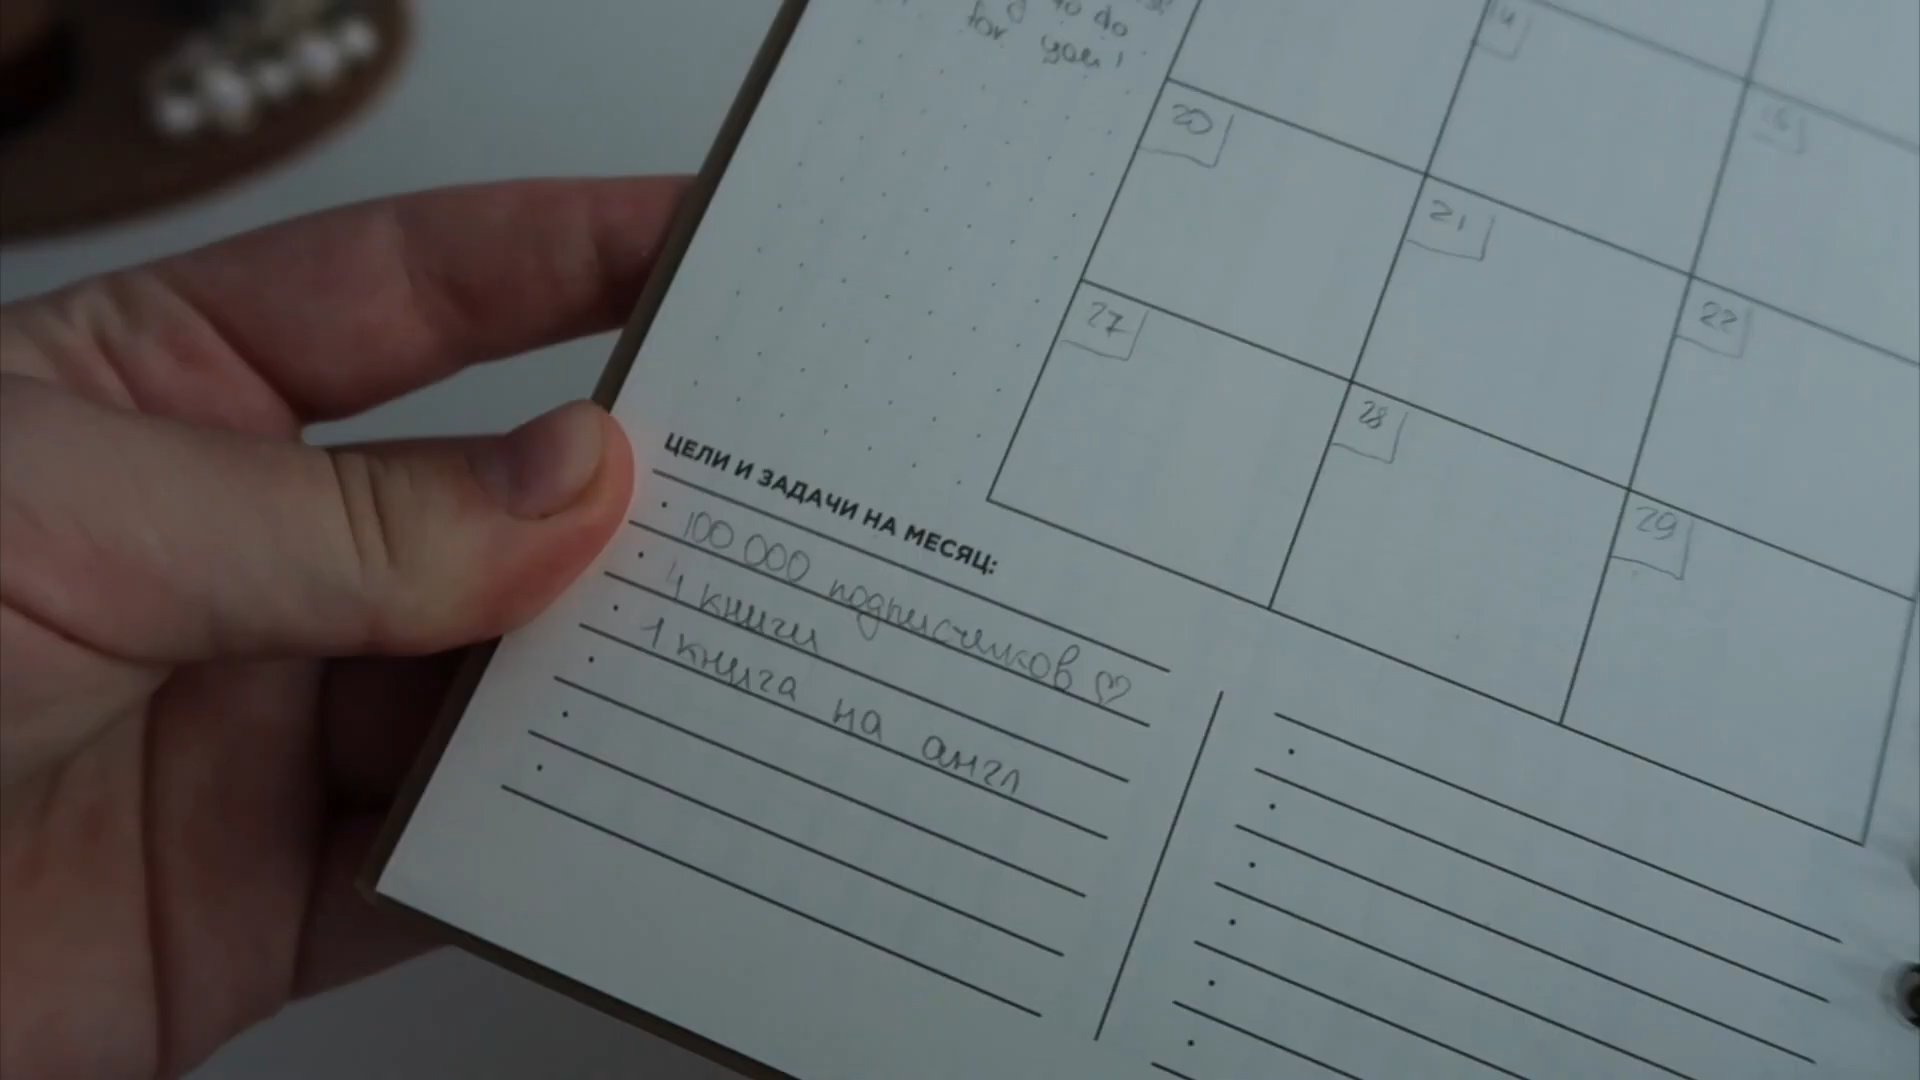 to do
for you!
14
16
20
21
22
27
28
29
ЦЕЛИ И ЗАДАЧИ НА МЕСЯЦ:
· 100 000 подписчиков ♡
· 4 книги
· 1 книга на англ